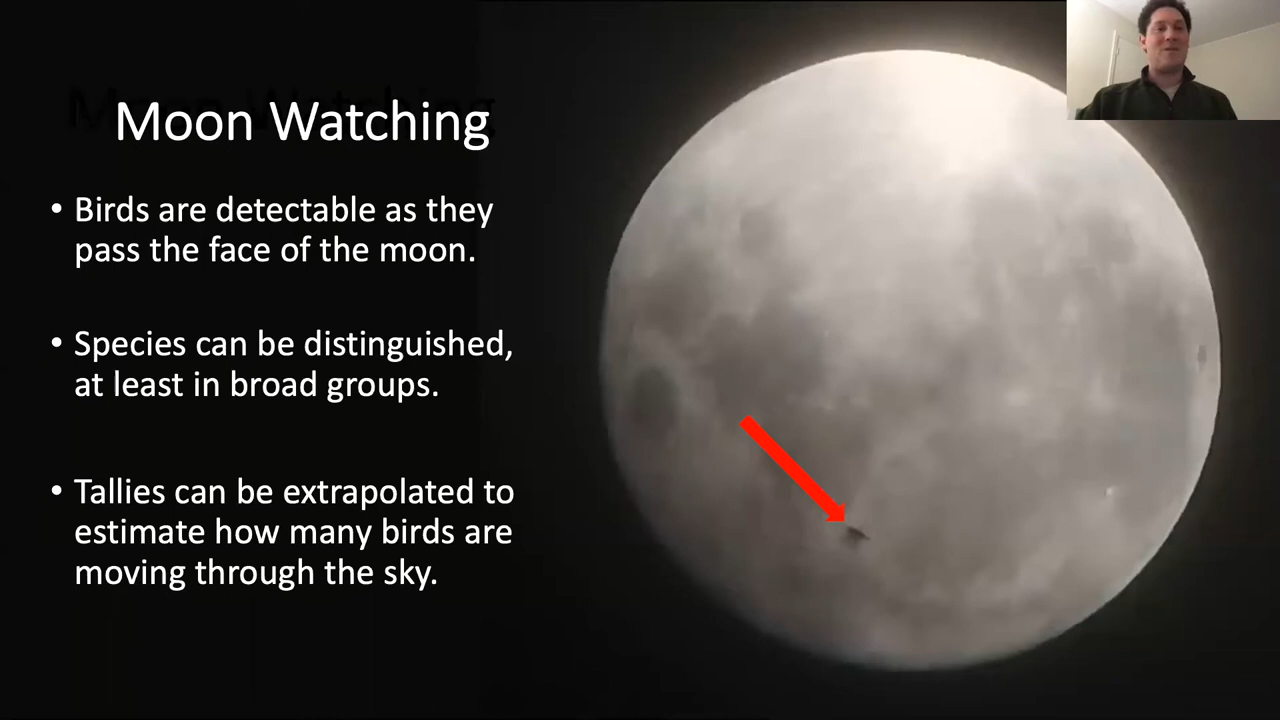 Moon Watching
• Birds are detectable as they
pass the face of the moon.
• Species can be distinguished,
at least in broad groups.
• Tallies can be extrapolated to
estimate how many birds are
moving through the sky.